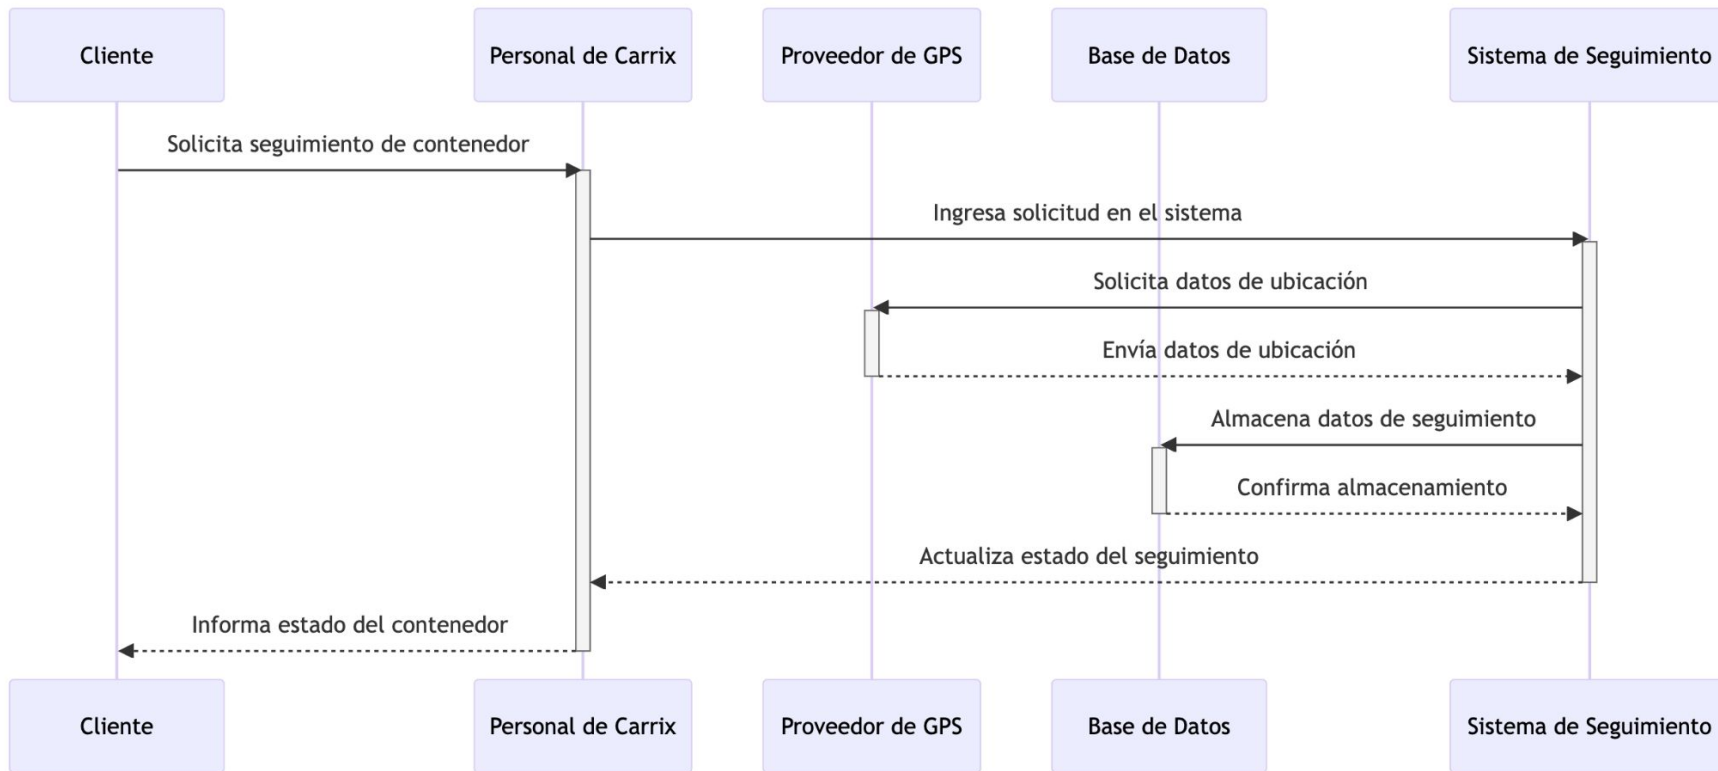 Cliente
Personal de Carrix
Proveedor de GPS
Base de Datos
Sistema de Seguimiento
Solicita seguimiento de contenedor
Ingresa solicitud en el sistema
Solicita datos de ubicación
Envía datos de ubicación
Almacena datos de seguimiento
Confirma almacenamiento
Actualiza estado del seguimiento
Informa estado del contenedor
Cliente
Personal de Carrix
Proveedor de GPS
Base de Datos
Sistema de Seguimiento